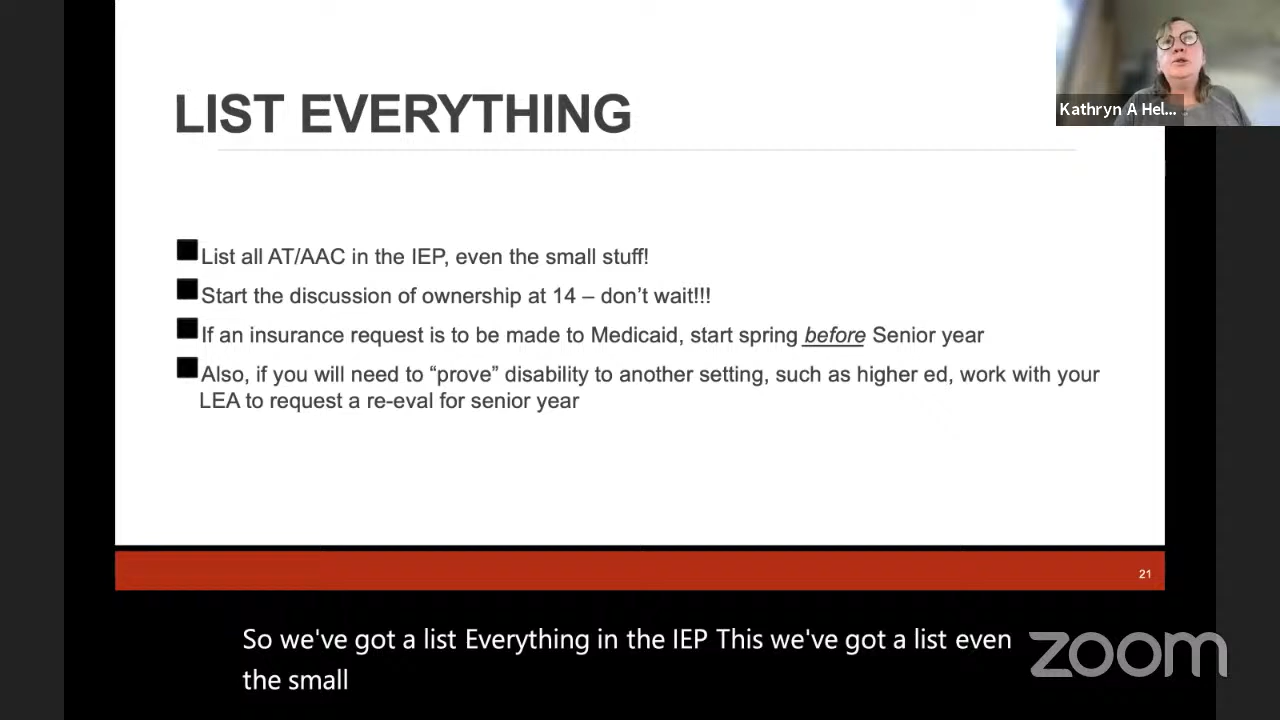 LIST EVERYTHING
Kathryn A Hel...
List all AT/AAC in the IEP, even the small stuff!
Start the discussion of ownership at 14 – don't wait!!!
If an insurance request is to be made to Medicaid, start spring before Senior year
Also, if you will need to “prove” disability to another setting, such as higher ed, work with your
LEA to request a re-eval for senior year
21
So we've got a list Everything in the IEP This we've got a list even
the small
zoom